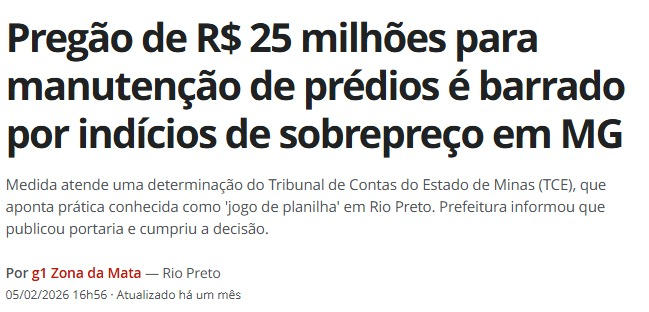 Pregão de R$ 25 milhões para
manutenção de prédios é barrado
por indícios de sobrepreço em MG
Medida atende uma determinação do Tribunal de Contas do Estado de Minas (TCE), que
aponta prática conhecida como 'jogo de planilha' em Rio Preto. Prefeitura informou que
publicou portaria e cumpriu a decisão.
Por g1 Zona da Mata — Rio Preto
05/02/2026 16h56 · Atualizado há um mês